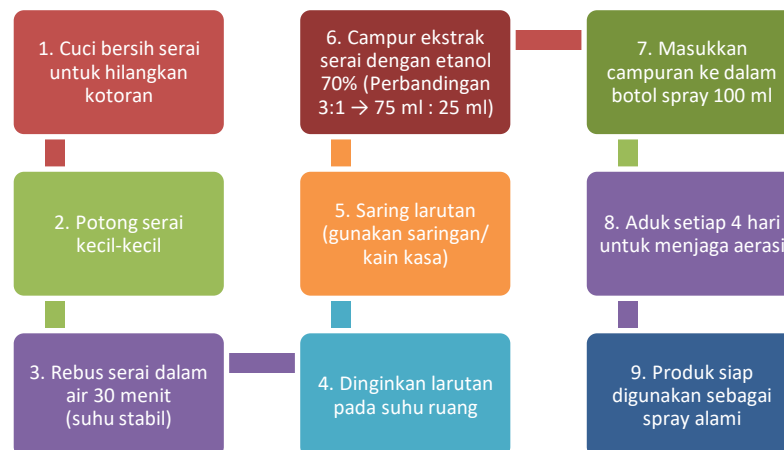 1. Cuci bersih serai
untuk hilangkan
kotoran
2. Potong serai
kecil-kecil
3. Rebus serai dalam
air 30 menit
(suhu stabil)
4. Dinginkan larutan
pada suhu ruang
5. Saring larutan
(gunakan saringan/
kain kasa)
6. Campur ekstrak
serai dengan etanol
70% (Perbandingan
3:1 → 75 ml : 25 ml)
7. Masukkan
campuran ke dalam
botol spray 100 ml
8. Aduk setiap 4 hari
untuk menjaga aerasi
9. Produk siap
digunakan sebagai
spray alami